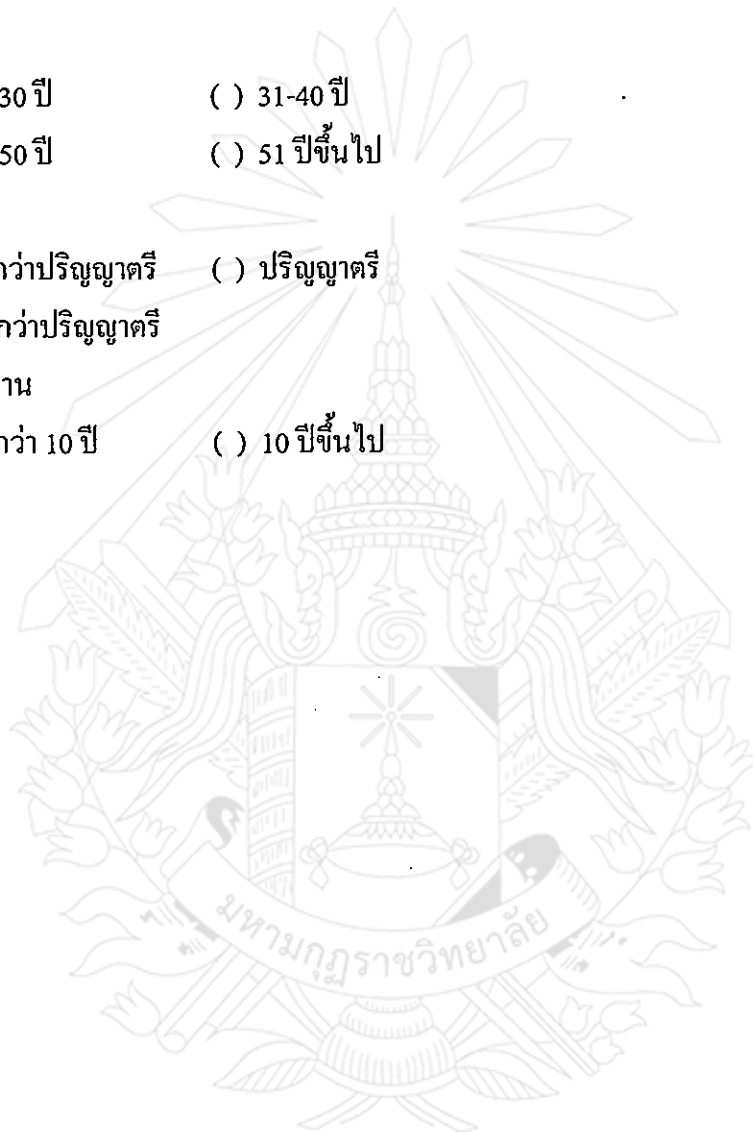 30 ปี ( ) 31-40 ปี
50 ปี ( ) 51 ปีขึ้นไป
กว่าปริญญาตรี ( ) ปริญญาตรี
กว่าปริญญาตรี
งาน
กว่า 10 ปี ( ) 10 ปีขึ้นไป
มหามกุฏราชวิทยาลัย